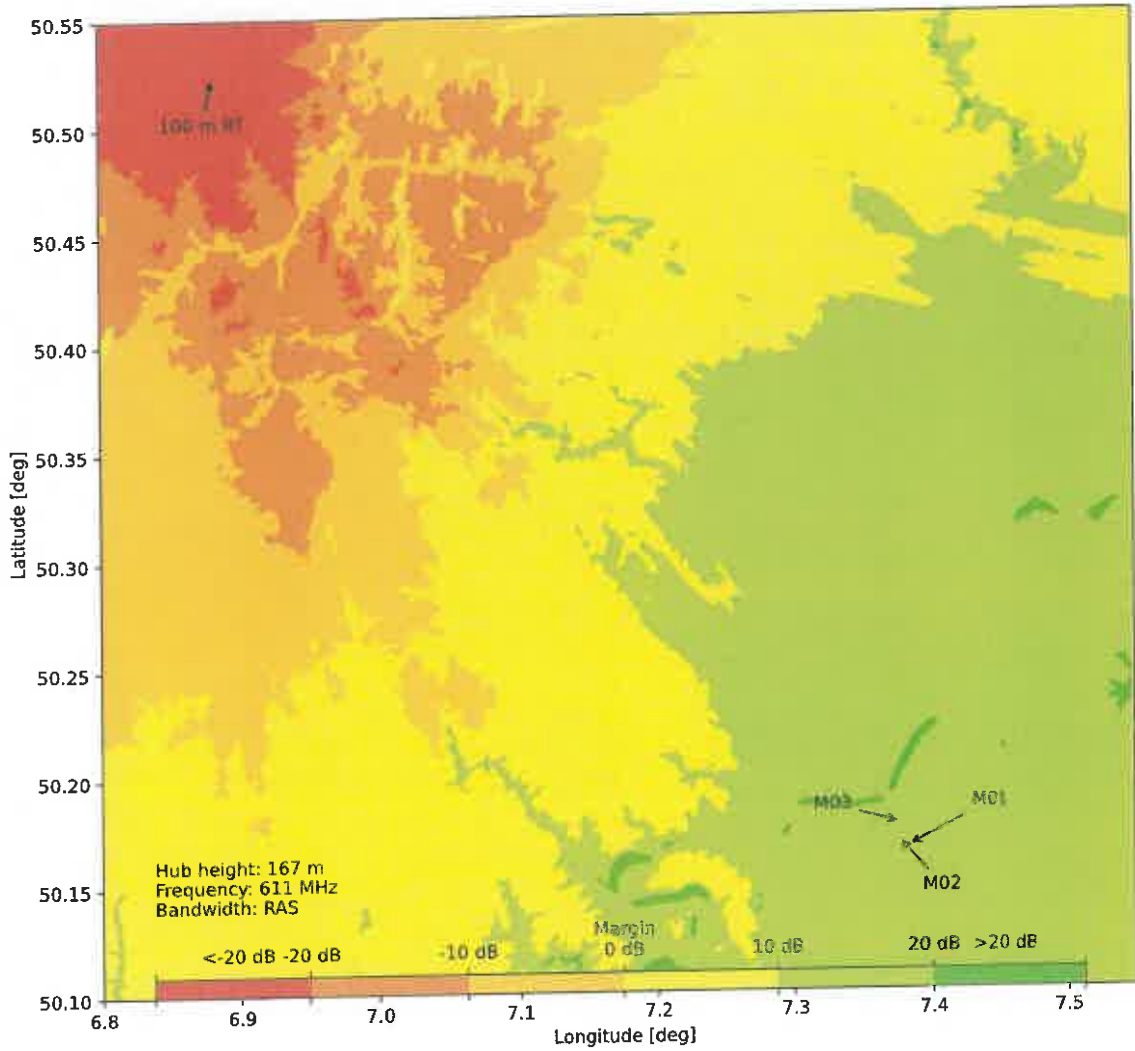 50.55
50.50
50.45
50.40
50.35
50.30
50.25
50.20
50.15
50.10
Latitude [deg]
100 m RT
M03
M01
M02
Hub height: 167 m
Frequency: 611 MHz
Bandwidth: RAS
Margin
<-20 dB -20 dB -10 dB 0 dB 10 dB 20 dB >20 dB
6.8 6.9 7.0 7.1 7.2 7.3 7.4 7.5
Longitude [deg]